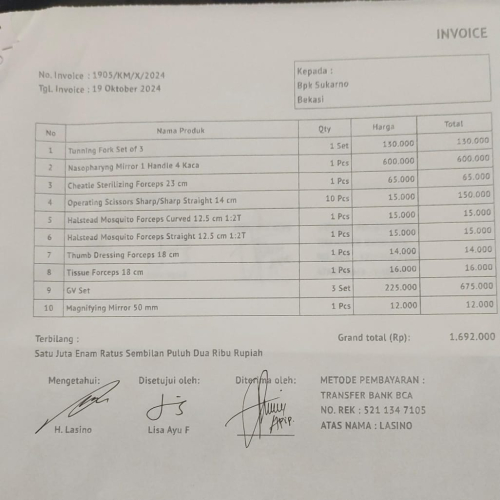 INVOICE
No. Invoice : 1905/KM/X/2024
Tgl. Invoice : 19 Oktober 2024
Kepada :
Bpk Sukarno
Bekasi
No Nama Produk Qty Harga Total
1 Tunning Fork Set of 3 1 Set 130.000 130.000
2 Nasopharyng Mirror 1 Handle 4 Kaca 1 Pcs 600.000 600.000
3 Cheatle Sterilizing Forceps 23 cm 1 Pcs 65.000 65.000
4 Operating Scissors Sharp/Sharp Straight 14 cm 10 Pcs 15.000 150.000
5 Halstead Mosquito Forceps Curved 12.5 cm 1:2T 1 Pcs 15.000 15.000
6 Halstead Mosquito Forceps Straight 12.5 cm 1:2T 1 Pcs 15.000 15.000
7 Thumb Dressing Forceps 18 cm 1 Pcs 14.000 14.000
8 Tissue Forceps 18 cm 1 Pcs 16.000 16.000
9 GV Set 3 Set 225.000 675.000
10 Magnifying Mirror 50 mm 1 Pcs 12.000 12.000
Terbilang :
Grand total (Rp): 1.692.000
Satu Juta Enam Ratus Sembilan Puluh Dua Ribu Rupiah
Mengetahui: Disetujui oleh: Diterima oleh:
H. Lasino Lisa Ayu F
METODE PEMBAYARAN :
TRANSFER BANK BCA
NO. REK : 521 134 7105
ATAS NAMA : LASINO